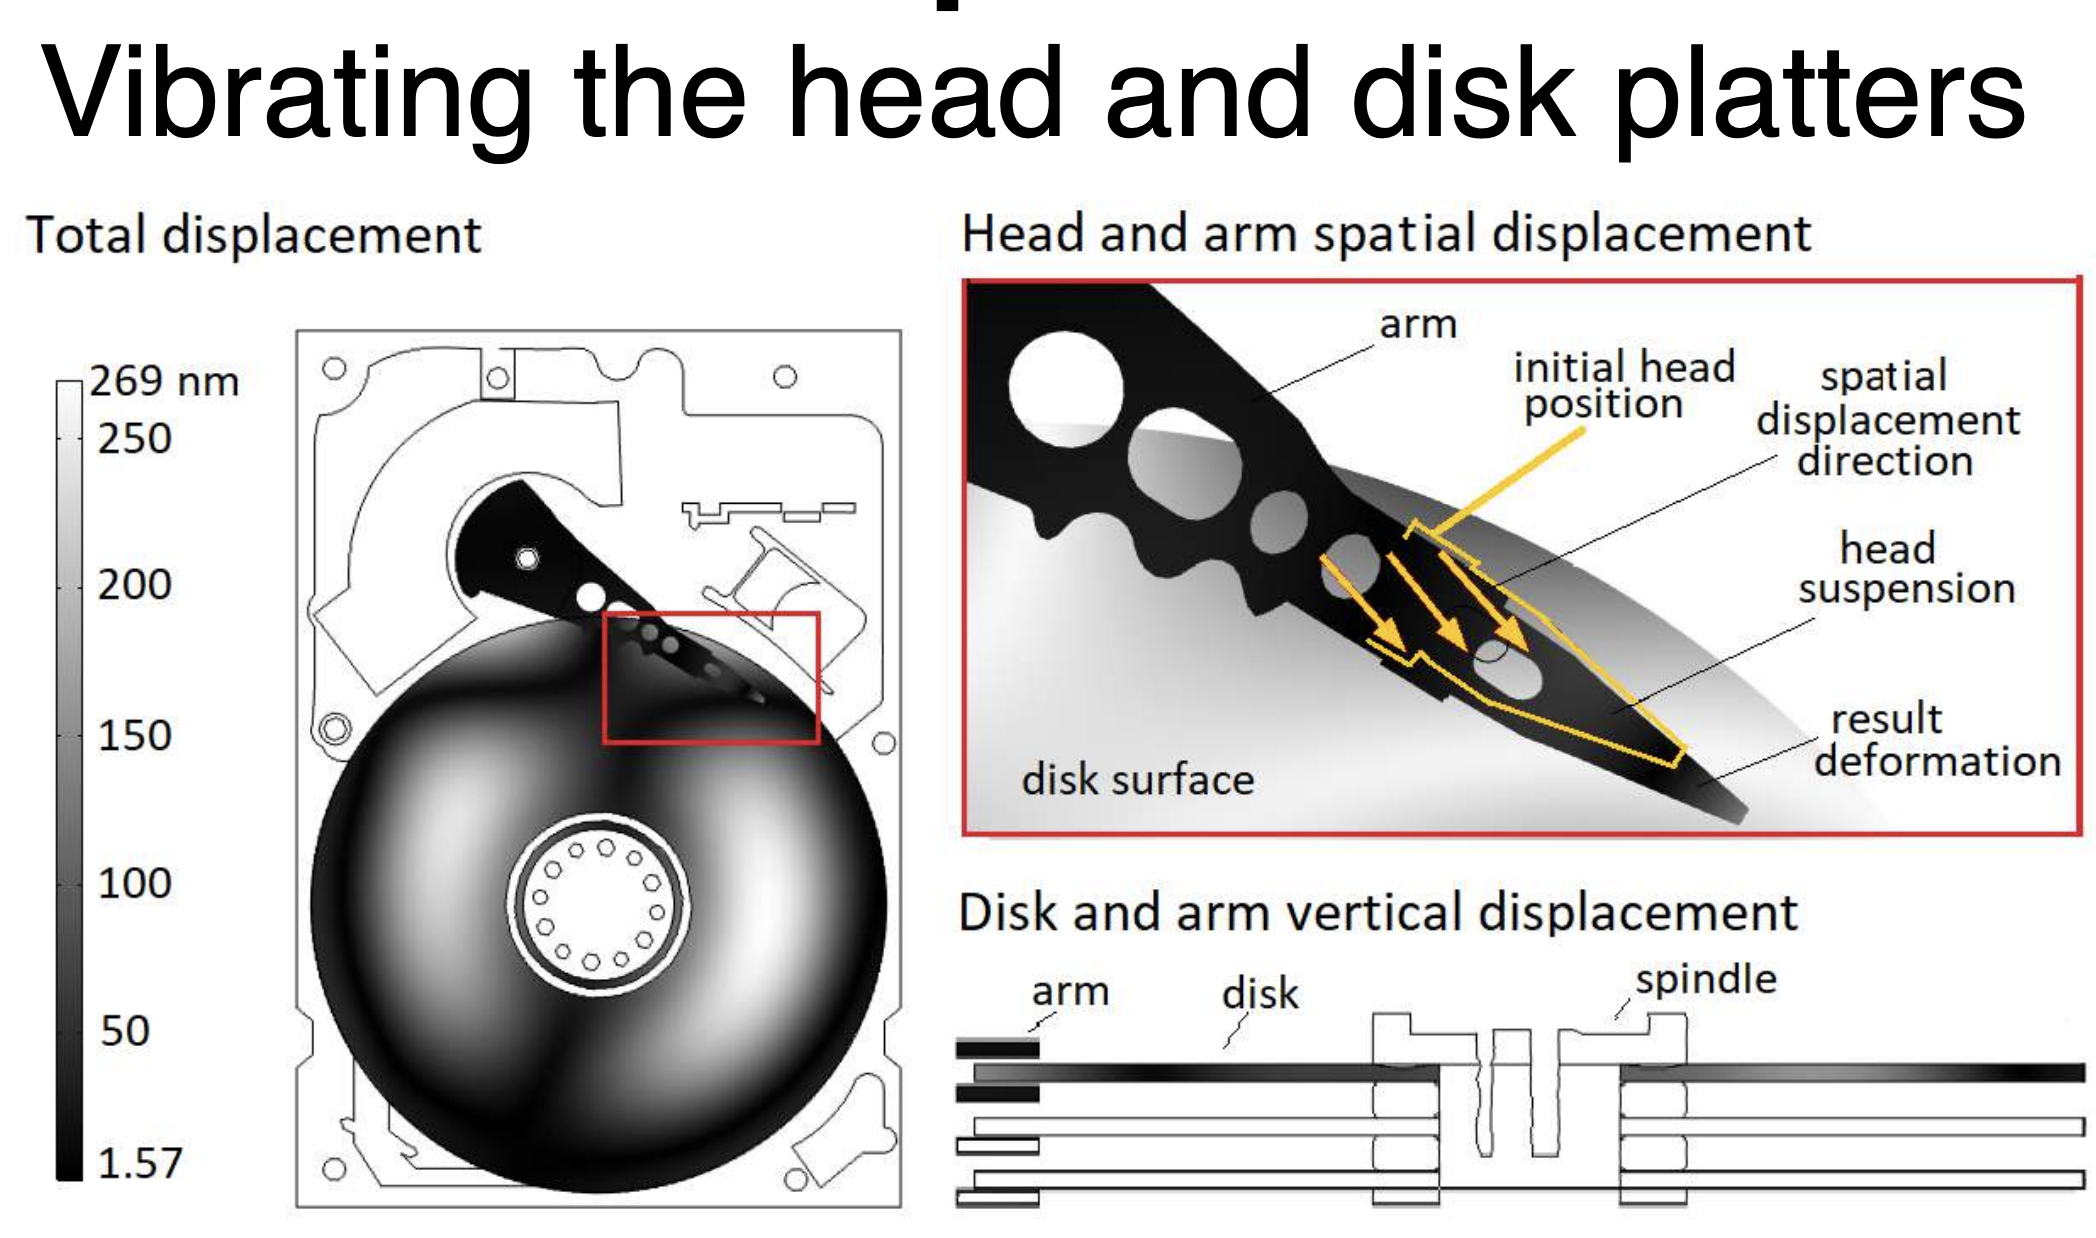 Vibrating the head and disk platters
Total displacement
269 nm
250
200
150
100
50
1.57
Head and arm spatial displacement
arm
initial head
position
spatial
displacement
direction
head
suspension
result
deformation
disk surface
Disk and arm vertical displacement
arm
disk
spindle